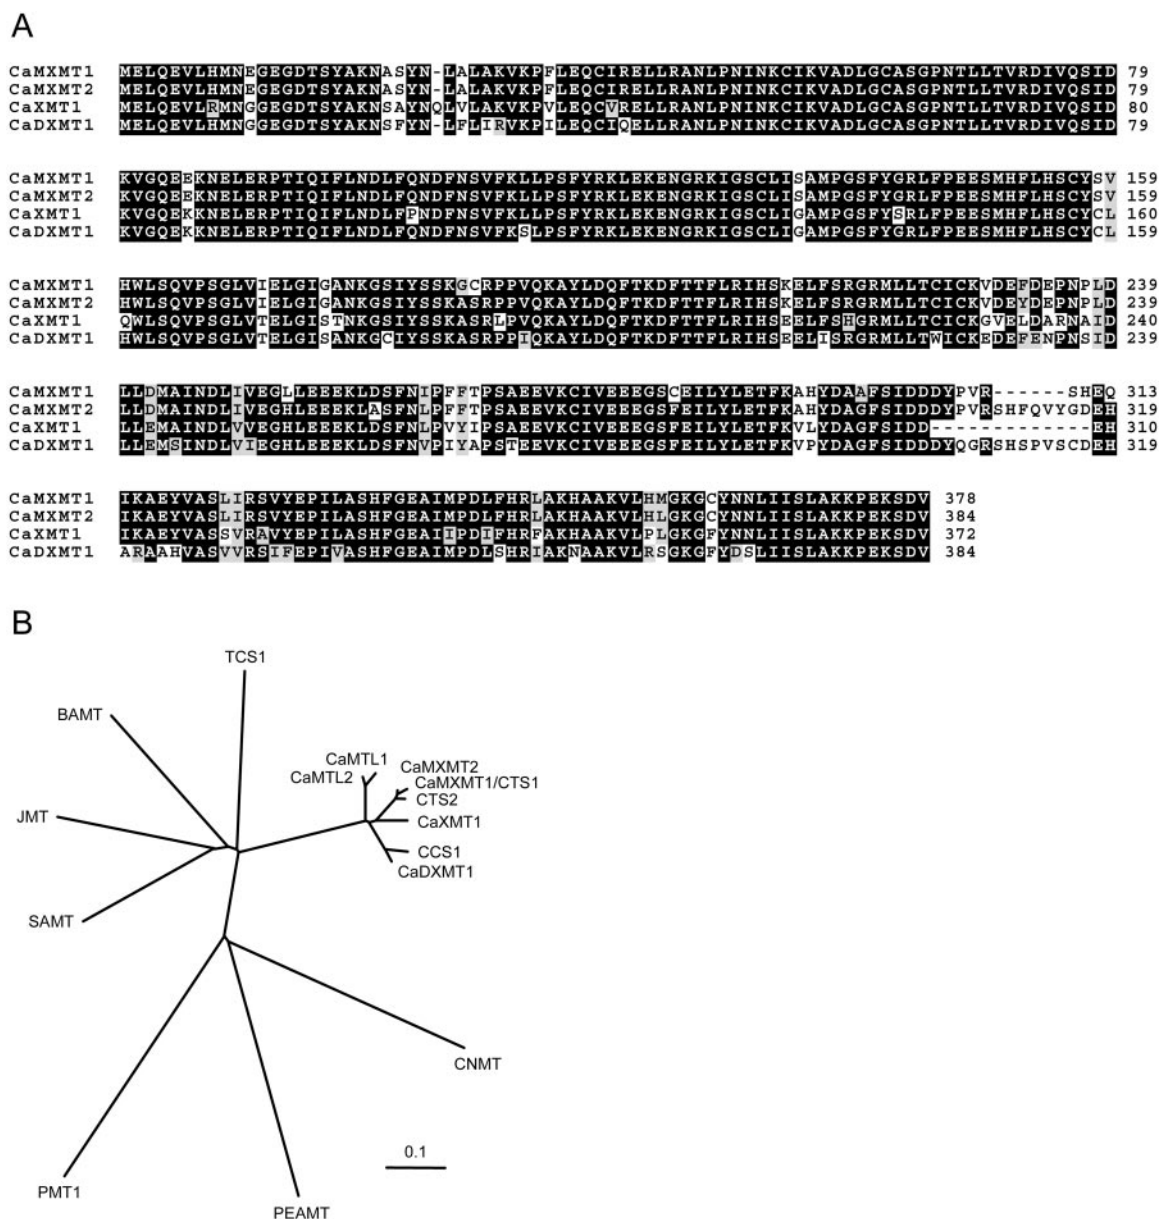 A
CaMXMT1 MELQEVLHMNEGEGDTSYAKNASYN-LALAKVKPFLEQCIRELLRANLPNINKCIKVADLGCASGPNTLLTVRDIVQSID 79
CaMXMT2 MELQEVLHMNEGEGDTSYAKNASYN-LALAKVKPFLEQCIRELLRANLPNINKCIKVADLGCASGPNTLLTVRDIVQSID 79
CaXMT1 MELQEVLRMNGGEGDTSYAKNSAYNQLVLAKVKPVLEQCVRELLRANLPNINKCIKVADLGCASGPNTLLTVRDIVQSID 80
CaDXMT1 MELQEVLHMNGGEGDTSYAKNSFYN-LFLIRVKPILEQCIQELLRANLPNINKCIKVADLGCASGPNTLLTVRDIVQSID 79
CaMXMT1 KVGQEEKNELERPTIQIFLNDLFQNDFNSVFKLLPSFYRKLEKENGRKIGSCLISAMPGSFYGRLFPEESMHFLHSCYSV 159
CaMXMT2 KVGQEEKNELERPTIQIFLNDLFQNDFNSVFKLLPSFYRKLEKENGRKIGSCLISAMPGSFYGRLFPEESMHFLHSCYSV 159
CaXMT1 KVGQEKKNELERPTIQIFLNDLFPNDFNSVFKLLPSFYRKLEKENGRKIGSCLIGAMPGSFYSRLFPEESMHFLHSCYCL 160
CaDXMT1 KVGQEKKNELERPTIQIFLNDLFQNDFNSVFKSLPSFYRKLEKENGRKIGSCLIGAMPGSFYGRLFPEESMHFLHSCYCL 159
CaMXMT1 HWLSQVPSGLVIELGIGANKGSIYSSKGCRPPVQKAYLDQFTKDFTTFLRIHSKELFSRGRMLLTCICKVDEFDEPNPLD 239
CaMXMT2 HWLSQVPSGLVIELGIGANKGSIYSSKASRPPVQKAYLDQFTKDFTTFLRIHSKELFSRGRMLLTCICKVDEYDEPNPLD 239
CaXMT1 QWLSQVPSGLVTELGISTNKGSIYSSKASRLPVQKAYLDQFTKDFTTFLRIHSEELFSHGRMLLTCICKGVELDARNAID 240
CaDXMT1 HWLSQVPSGLVTELGISANKGCIYSSKASRPPIQKAYLDQFTKDFTTFLRIHSEELISRGRMLLTWICKEDEFENPNSID 239
CaMXMT1 LLDMAINDLIVEGLLEEEKLDSFNIPFFTPSAEEVKCIVEEEGSCEILYLETFKAHYDAAFSIDDDYPVR------SHEQ 313
CaMXMT2 LLDMAINDLIVEGHLEEEKLASFNLPFFTPSAEEVKCIVEEEGSFEILYLETFKAHYDAGFSIDDDYPVRSHFQVYGDEH 319
CaXMT1 LLEMAINDLVVEGHLEEEKLDSFNLPVYIPSAEEVKCIVEEEGSFEILYLETFKVLYDAGFSIDD-------------EH 310
CaDXMT1 LLEMSINDLVIEGHLEEEKLDSFNVPIYAPSTEEVKCIVEEEGSFEILYLETFKVPYDAGFSIDDDYQGRSHSPVSCDEH 319
CaMXMT1 IKAEYVASLIRSVYEPILASHFGEAIMPDLFHRLAKHAAKVLHMGKGCYNNLIISLAKKPEKSDV 378
CaMXMT2 IKAEYVASLIRSVYEPILASHFGEAIMPDLFHRLAKHAAKVLHLGKGCYNNLIISLAKKPEKSDV 384
CaXMT1 IKAEYVASSVRAVYEPILASHFGEAIIPDIFHRFAKHAAKVLPLGKGFYNNLIISLAKKPEKSDV 372
CaDXMT1 ARAAHVASVVRSIFEPIVASHFGEAIMPDLSHRIAKNAAKVLRSGKGFYDSLIISLAKKPEKSDV 384
B
TCS1
BAMT
CaMTL1
CaMXMT2
CaMTL2
CaMXMT1/CTS1
CTS2
JMT
CaXMT1
CCS1
CaDXMT1
SAMT
CNMT
0.1
PMT1
PEAMT